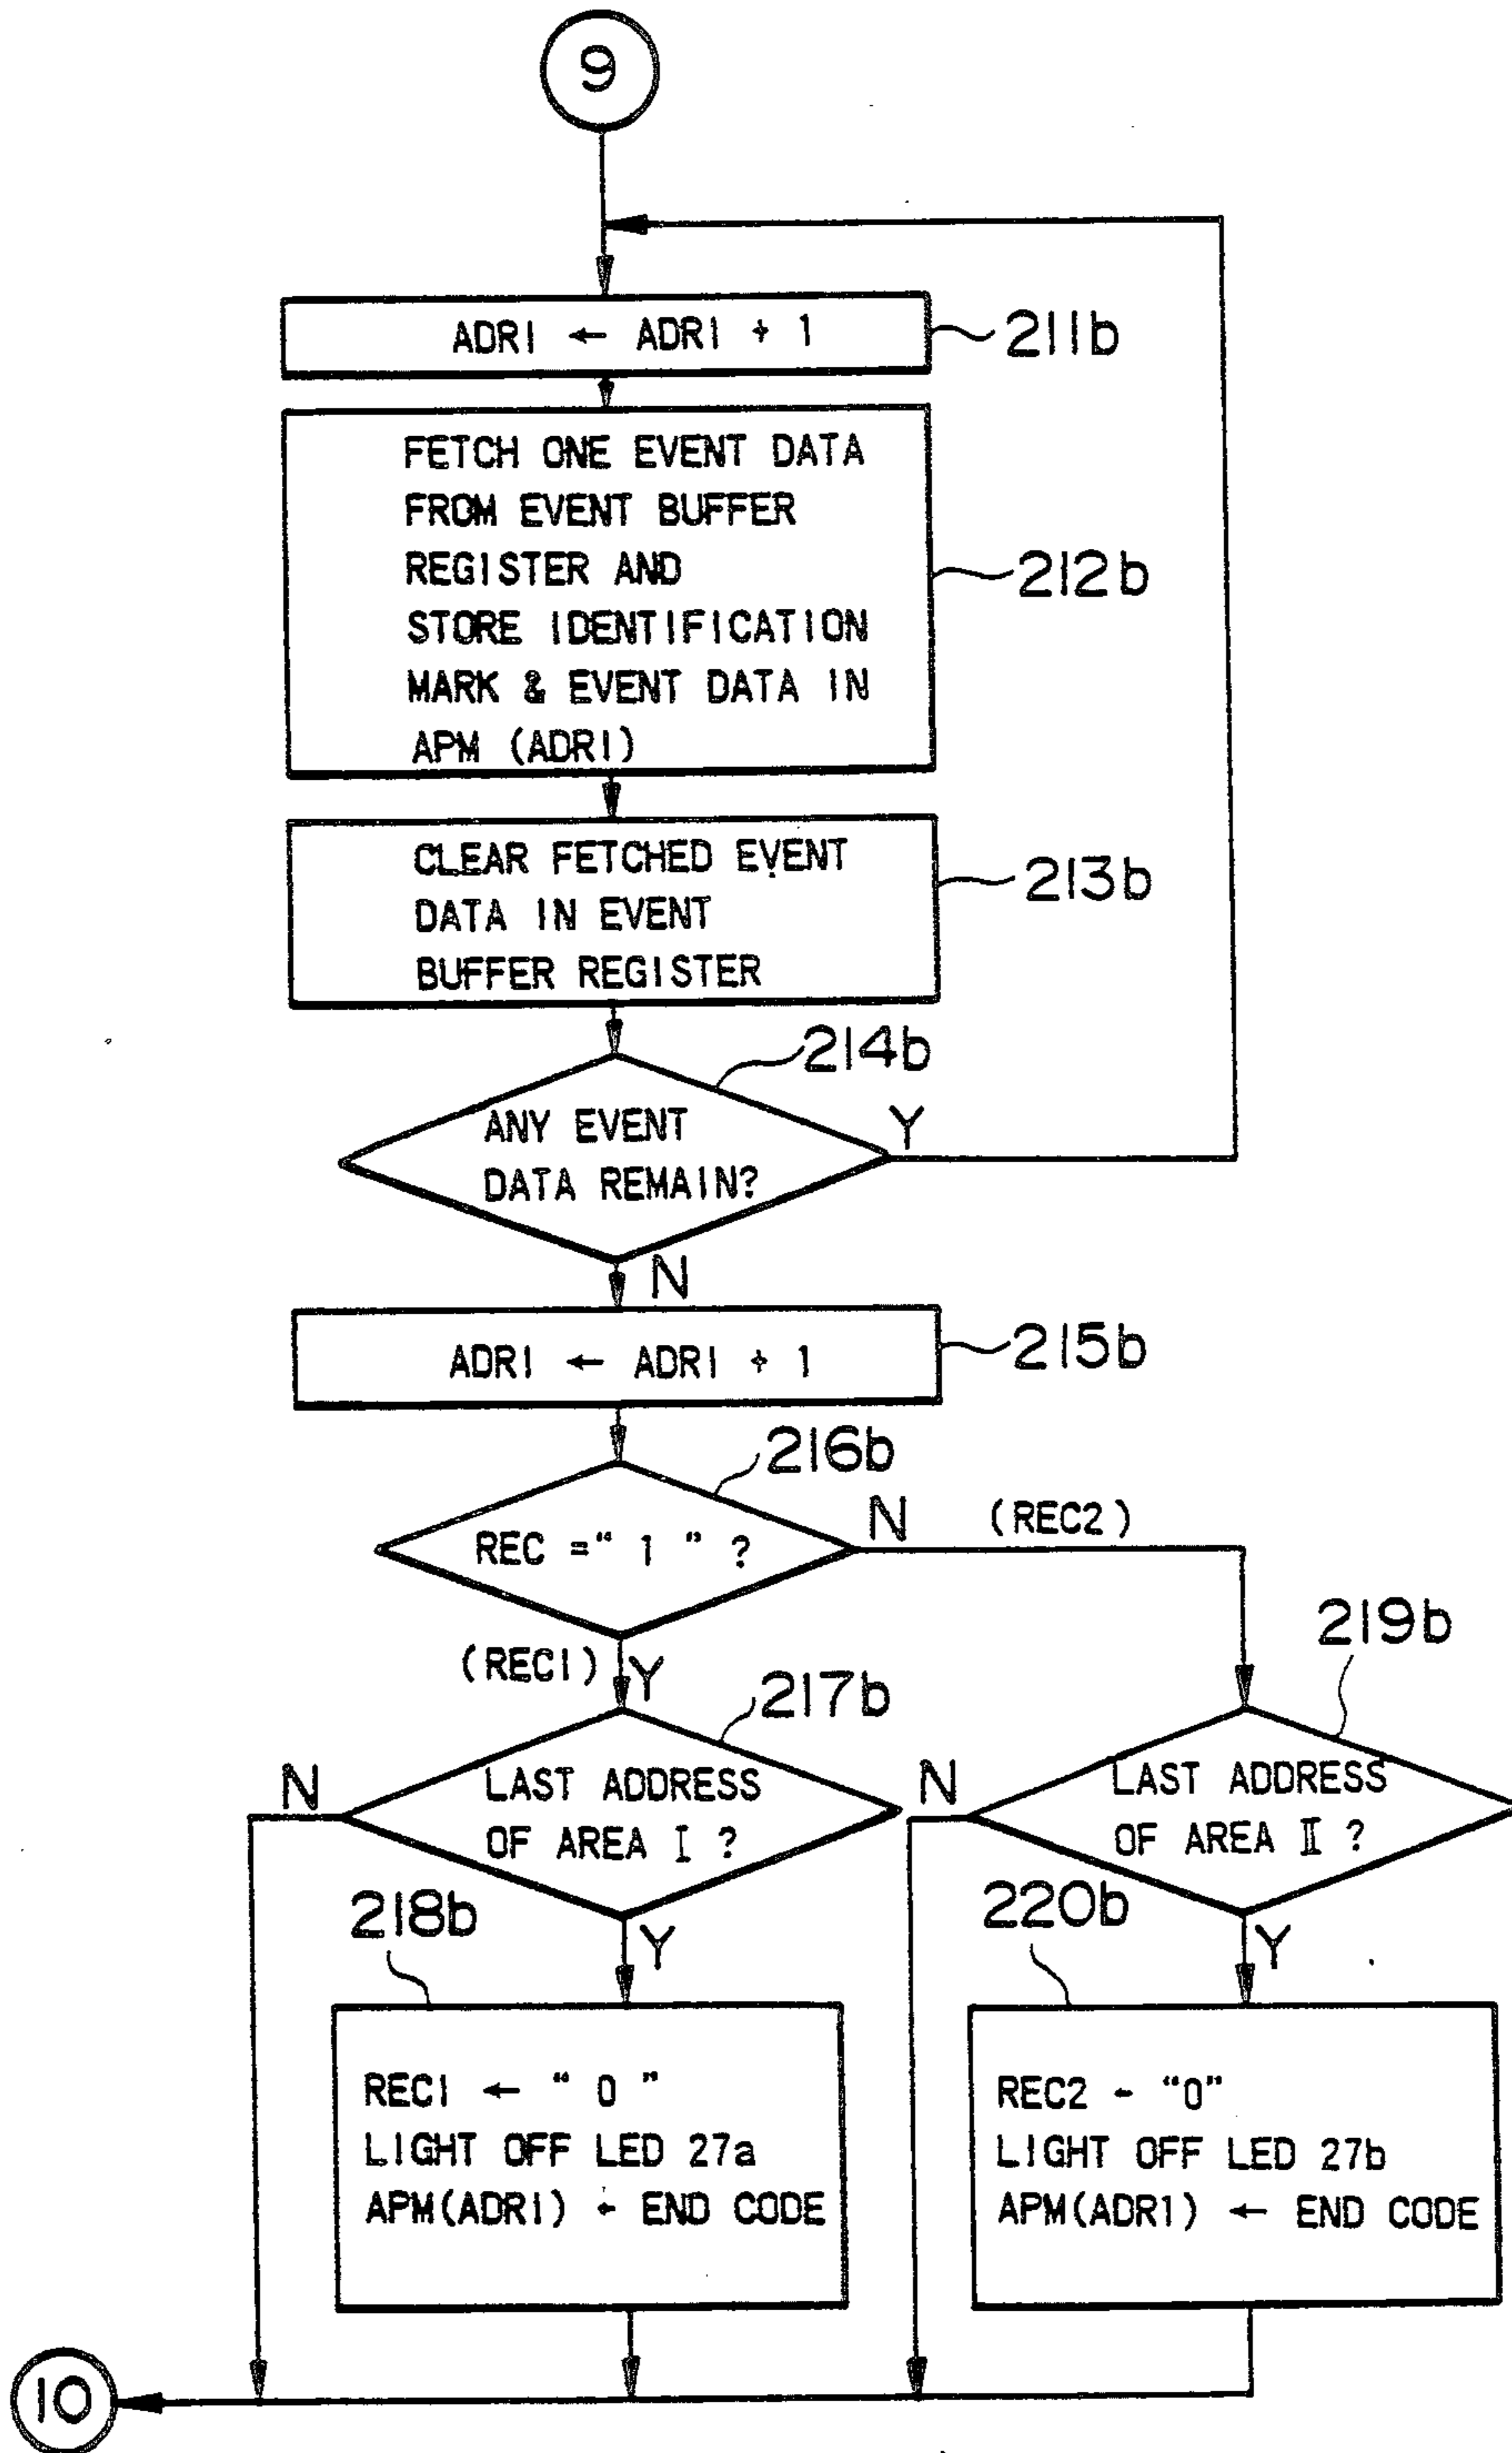 9
ADR1 ← ADR1 + 1
211b
FETCH ONE EVENT DATA
FROM EVENT BUFFER
REGISTER AND
STORE IDENTIFICATION
MARK & EVENT DATA IN
APM (ADR1)
212b
CLEAR FETCHED EVENT
DATA IN EVENT
BUFFER REGISTER
213b
214b
ANY EVENT
DATA REMAIN?
Y
N
ADR1 ← ADR1 + 1
215b
216b
REC = “ 1 ” ?
N (REC2)
(REC1) Y
217b
219b
N
LAST ADDRESS
OF AREA I ?
N
LAST ADDRESS
OF AREA II ?
218b
Y
220b
Y
REC1 ← “ 0 ”
LIGHT OFF LED 27a
APM(ADR1) ← END CODE
REC2 ← “0”
LIGHT OFF LED 27b
APM(ADR1) ← END CODE
10